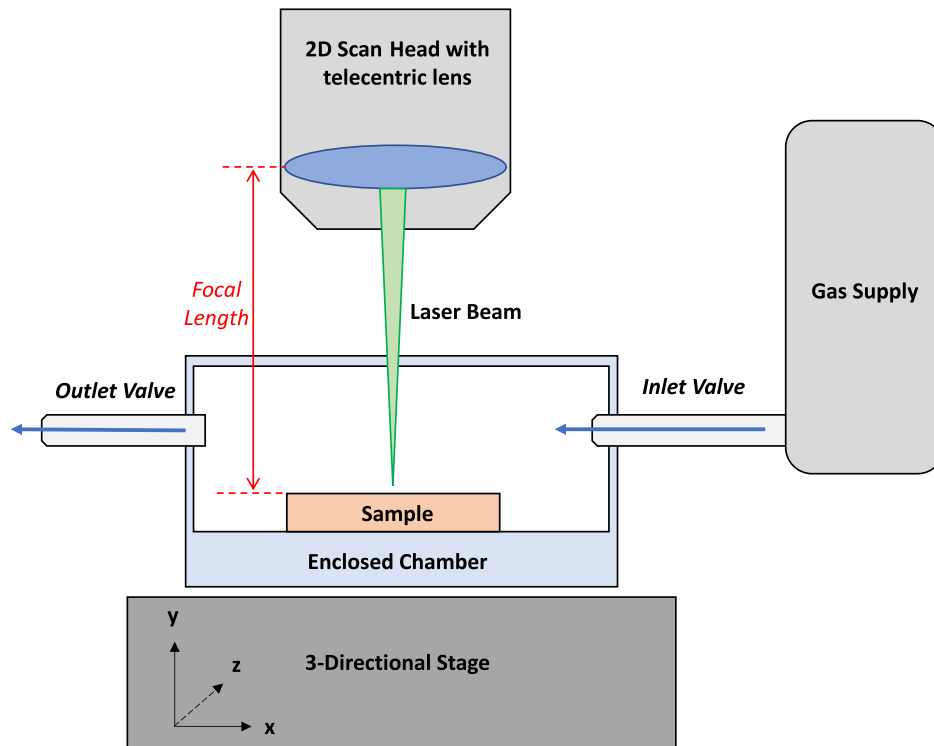 2D Scan Head with
telecentric lens
Gas Supply
Focal
Length
Laser Beam
Outlet Valve
Inlet Valve
Sample
Enclosed Chamber
y
z
x
3-Directional Stage